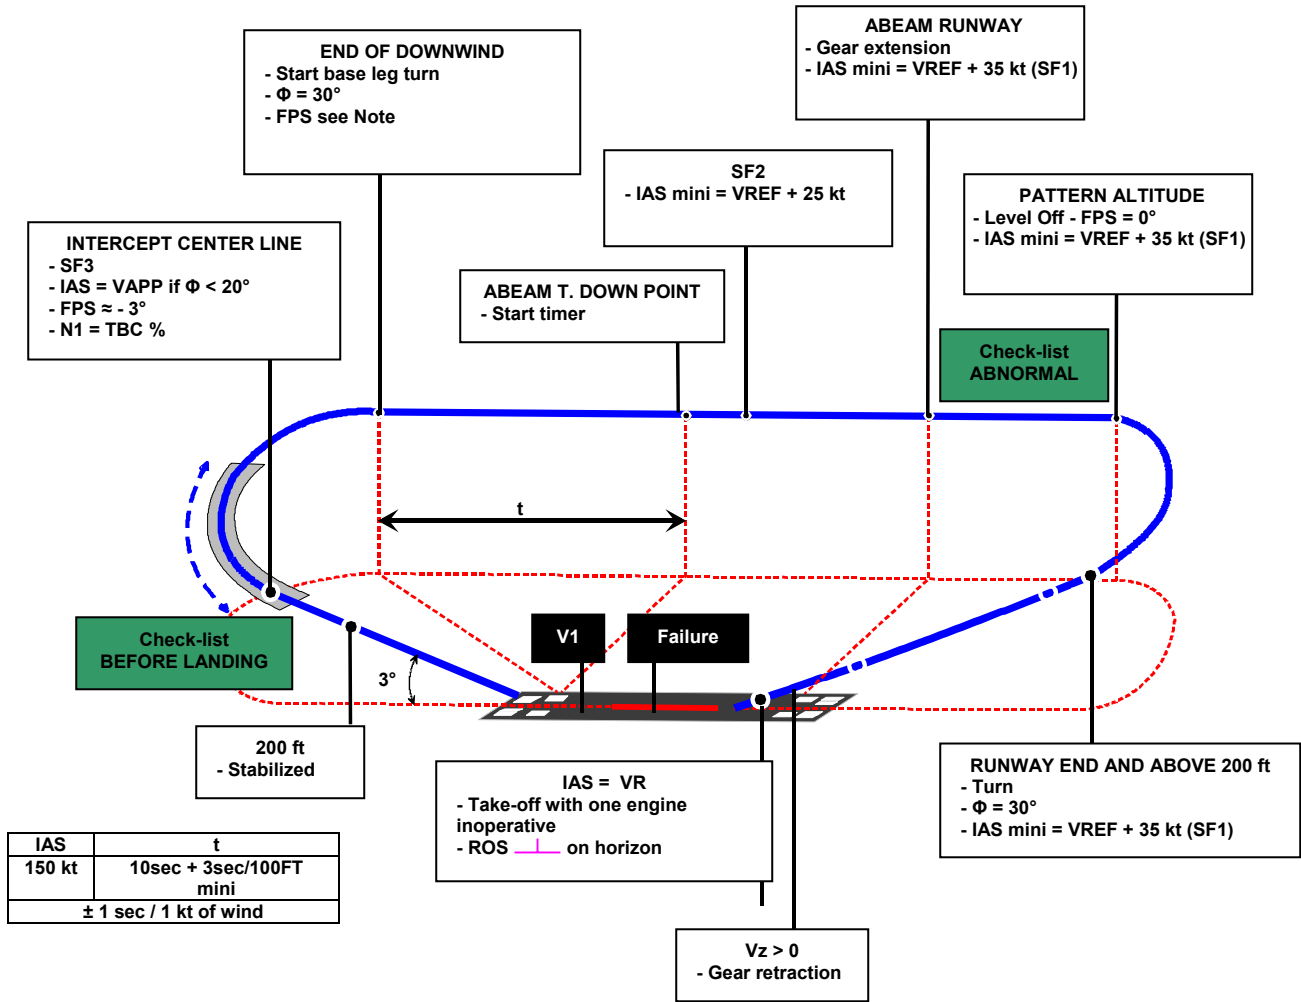 END OF DOWNWIND
- Start base leg turn
- Φ = 30°
- FPS see Note
ABEAM RUNWAY
- Gear extension
- IAS mini = VREF + 35 kt (SF1)
SF2
- IAS mini = VREF + 25 kt
PATTERN ALTITUDE
- Level Off - FPS = 0°
- IAS mini = VREF + 35 kt (SF1)
INTERCEPT CENTER LINE
- SF3
- IAS = VAPP if Φ < 20°
- FPS ≈ - 3°
- N1 = TBC %
ABEAM T. DOWN POINT
- Start timer
Check-list
ABNORMAL
t
Check-list
BEFORE LANDING
V1
Failure
3°
200 ft
- Stabilized
IAS = VR
- Take-off with one engine
inoperative
- ROS on horizon
RUNWAY END AND ABOVE 200 ft
- Turn
- Φ = 30°
- IAS mini = VREF + 35 kt (SF1)
IAS t
150 kt 10sec + 3sec/100FT
mini
± 1 sec / 1 kt of wind
Vz > 0
- Gear retraction